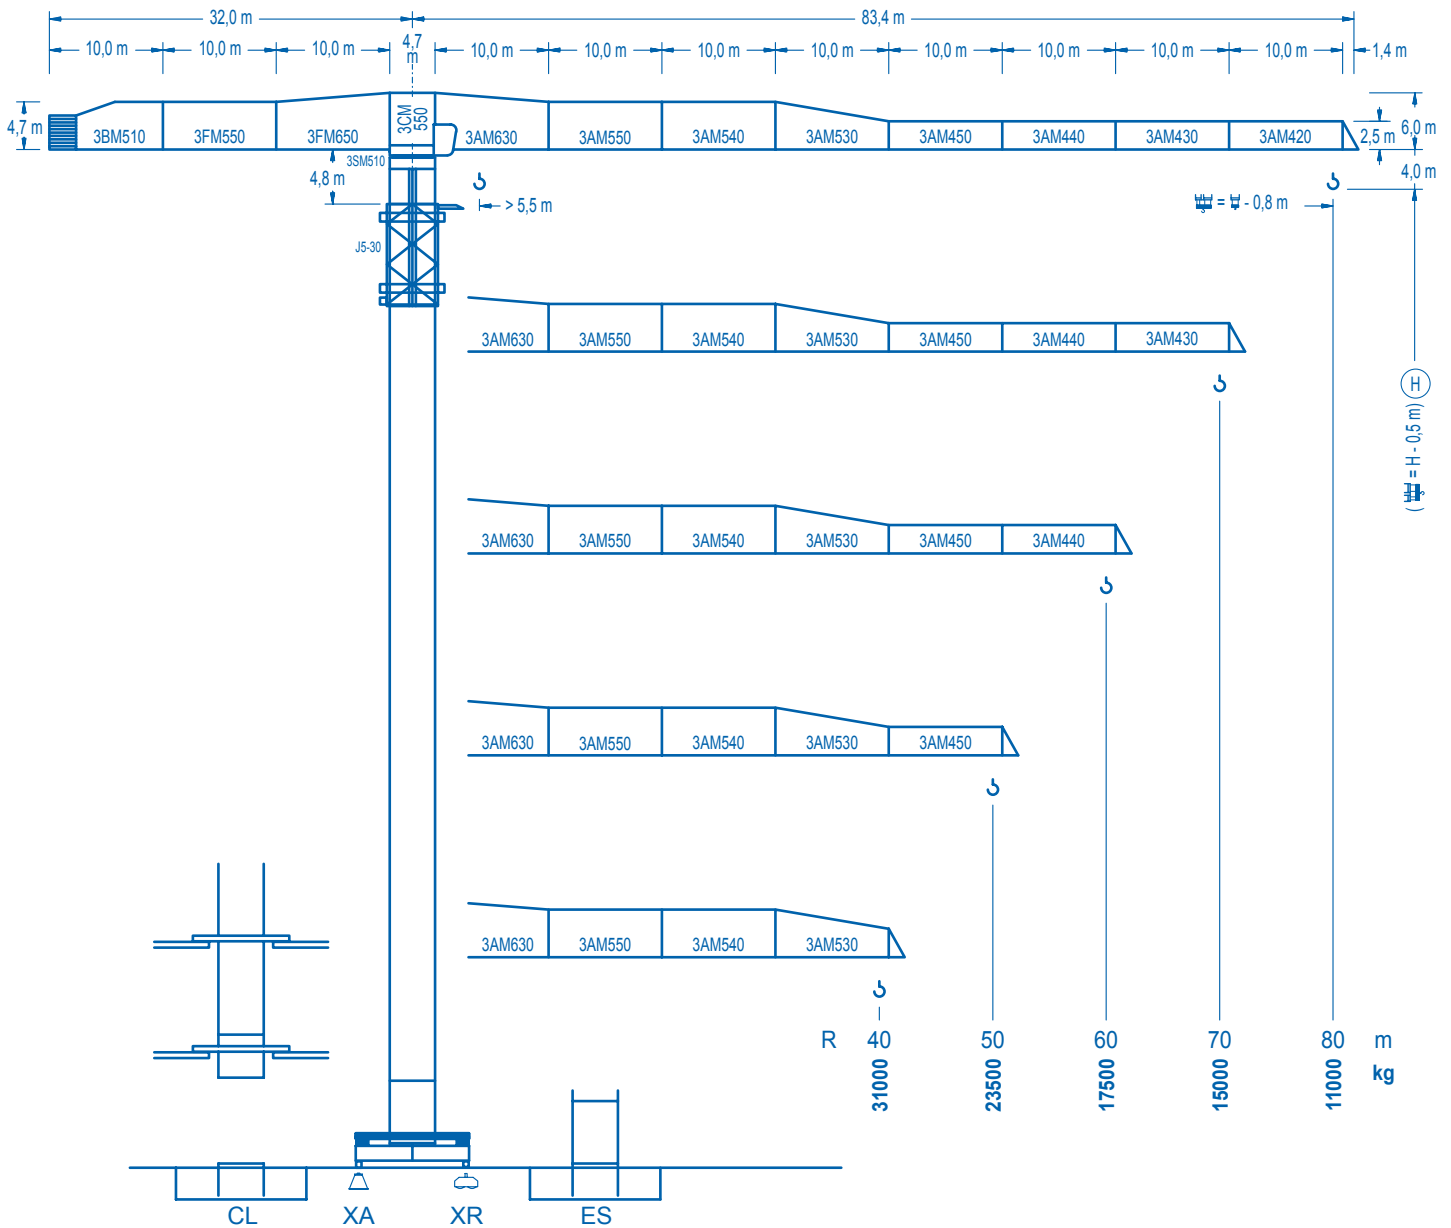 32,0 m
83,4 m
10,0 m
10,0 m
10,0 m
4,7
m
10,0 m
10,0 m
10,0 m
10,0 m
10,0 m
10,0 m
10,0 m
10,0 m
1,4 m
4,7 m
3BM510
3FM550
3FM650
3CM
550
3AM630
3AM550
3AM540
3AM530
3AM450
3AM440
3AM430
3AM420
2,5 m
6,0 m
3SM510
4,8 m
4,0 m
> 5,5 m
= - 0,8 m
J5-30
3AM630
3AM550
3AM540
3AM530
3AM450
3AM440
3AM430
H
( = H - 0,5 m)
3AM630
3AM550
3AM540
3AM530
3AM450
3AM440
3AM630
3AM550
3AM540
3AM530
3AM450
3AM630
3AM550
3AM540
3AM530
R 40 50 60 70 80 m
31000 23500 17500 15000 11000 kg
CL XA XR ES